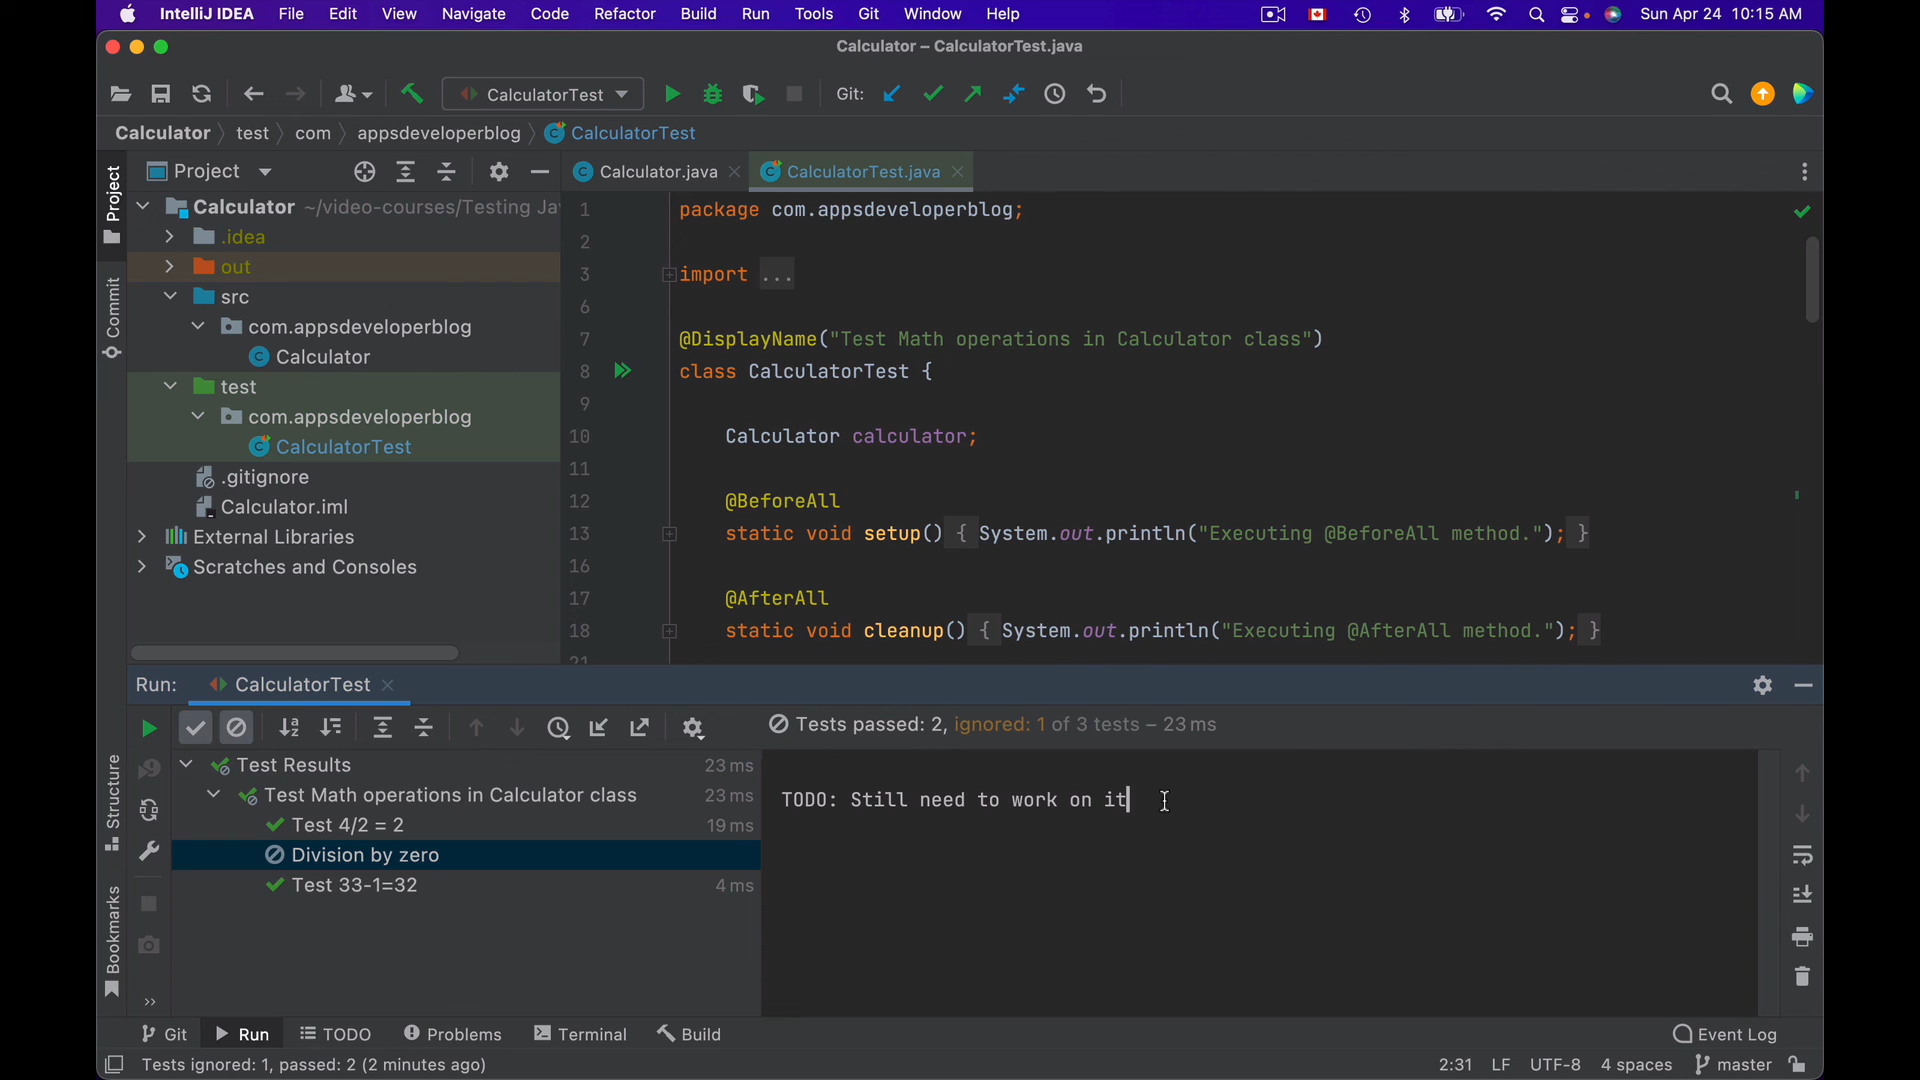 IntelliJ IDEA File Edit View Navigate Code Refactor Build Run Tools Git Window Help Sun Apr 24 10:15 AM
Calculator – CalculatorTest.java
CalculatorTest Git:
Calculator test com appsdeveloperblog CalculatorTest
Project
Project
Commit
Structure
Bookmarks
Calculator ~/video-courses/Testing Ja
.idea
out
src
com.appsdeveloperblog
Calculator
test
com.appsdeveloperblog
CalculatorTest
.gitignore
Calculator.iml
External Libraries
Scratches and Consoles
Calculator.java CalculatorTest.java
1 package com.appsdeveloperblog;
2
3 import ...
6
7 @DisplayName("Test Math operations in Calculator class")
8 class CalculatorTest {
9
10 Calculator calculator;
11
12 @BeforeAll
13 static void setup() { System.out.println("Executing @BeforeAll method."); }
16
17 @AfterAll
18 static void cleanup() { System.out.println("Executing @AfterAll method."); }
21
Run: CalculatorTest
Tests passed: 2, ignored: 1 of 3 tests – 23 ms
Test Results 23 ms
Test Math operations in Calculator class 23 ms
Test 4/2 = 2 19 ms
Division by zero
Test 33-1=32 4 ms
TODO: Still need to work on it
Git Run TODO Problems Terminal Build Event Log
Tests ignored: 1, passed: 2 (2 minutes ago) 2:31 LF UTF-8 4 spaces master